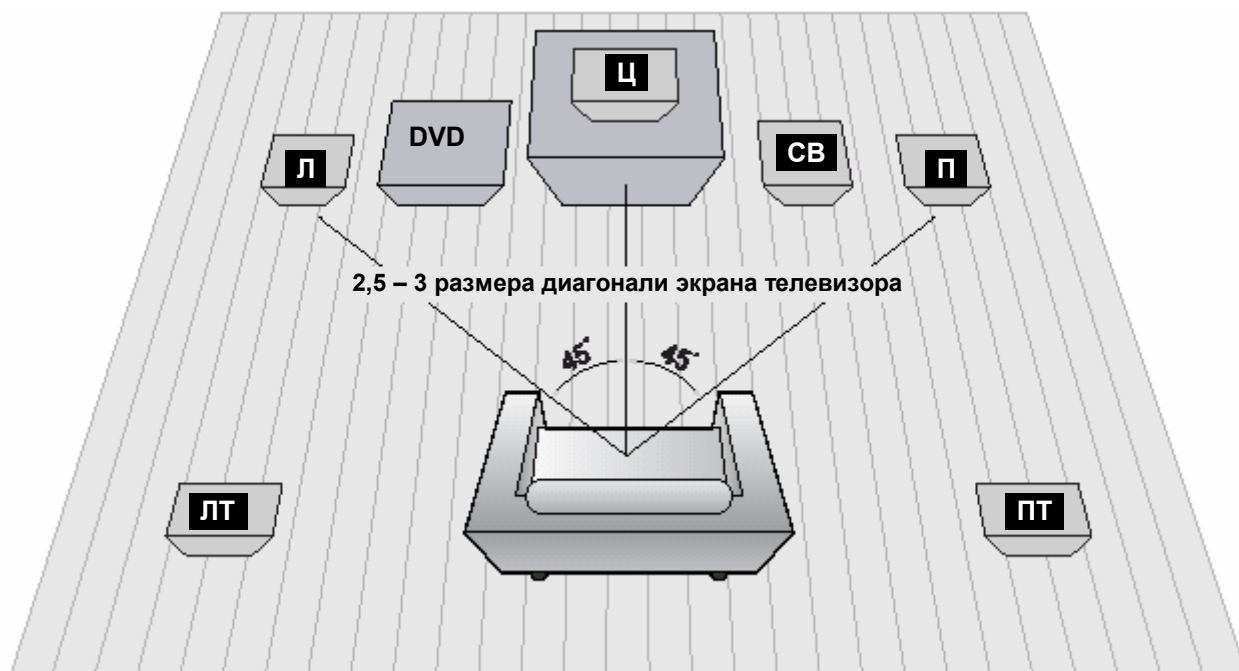 Ц
DVD
СВ
Л
П
2,5 – 3 размера диагонали экрана телевизора
45°
45°
ЛТ
ПТ